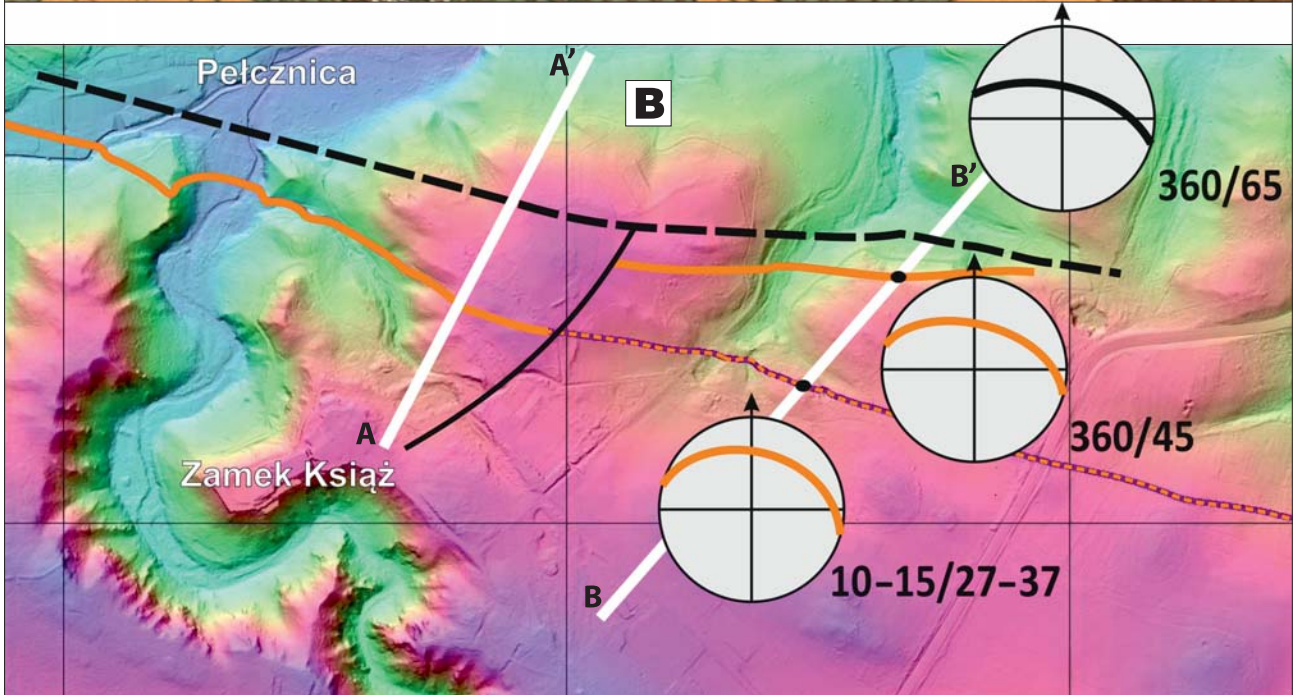 Pełcznica
A'
B
B'
360/65
A
Zamek Książ
360/45
B
10–15/27–37